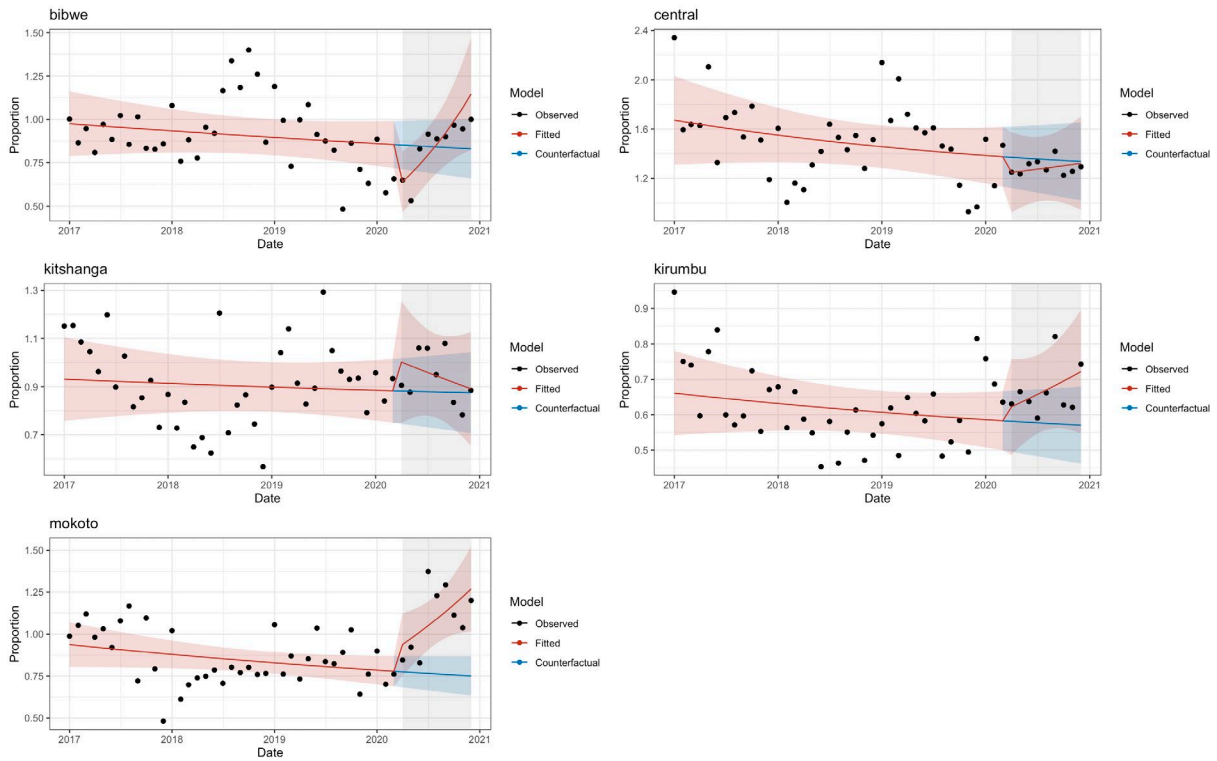 bibwe
1.50
1.25
1.00
0.75
0.50
Proportion
2017
2018
2019
2020
2021
Date
Model
Observed
Fitted
Counterfactual
central
2.4
2.0
1.6
1.2
Proportion
2017
2018
2019
2020
2021
Date
Model
Observed
Fitted
Counterfactual
kitshanga
1.3
1.1
0.9
0.7
Proportion
2017
2018
2019
2020
2021
Date
Model
Observed
Fitted
Counterfactual
kirumbu
0.9
0.8
0.7
0.6
0.5
Proportion
2017
2018
2019
2020
2021
Date
Model
Observed
Fitted
Counterfactual
mokoto
1.50
1.25
1.00
0.75
0.50
Proportion
2017
2018
2019
2020
2021
Date
Model
Observed
Fitted
Counterfactual